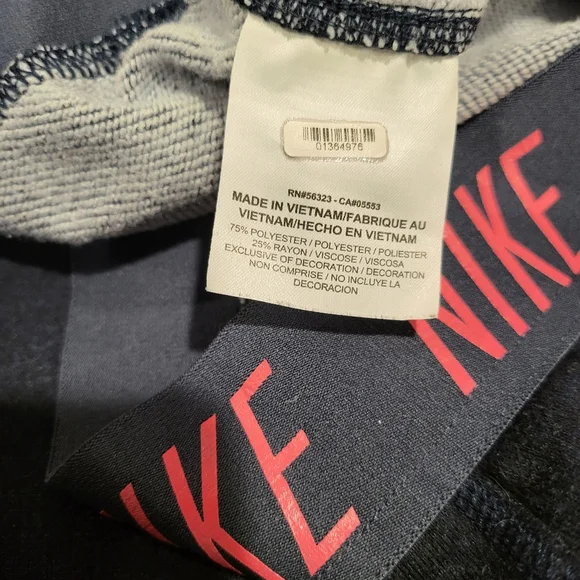 01364976
RN#56323 - CA#05553
MADE IN VIETNAM/FABRIQUE AU
VIETNAM/HECHO EN VIETNAM
75% POLYESTER / POLYESTER / POLIESTER
25% RAYON / VISCOSE / VISCOSA
EXCLUSIVE OF DECORATION / DECORATION
NON COMPRISE / NO INCLUYE LA
DECORACION
NIKE
NIKE